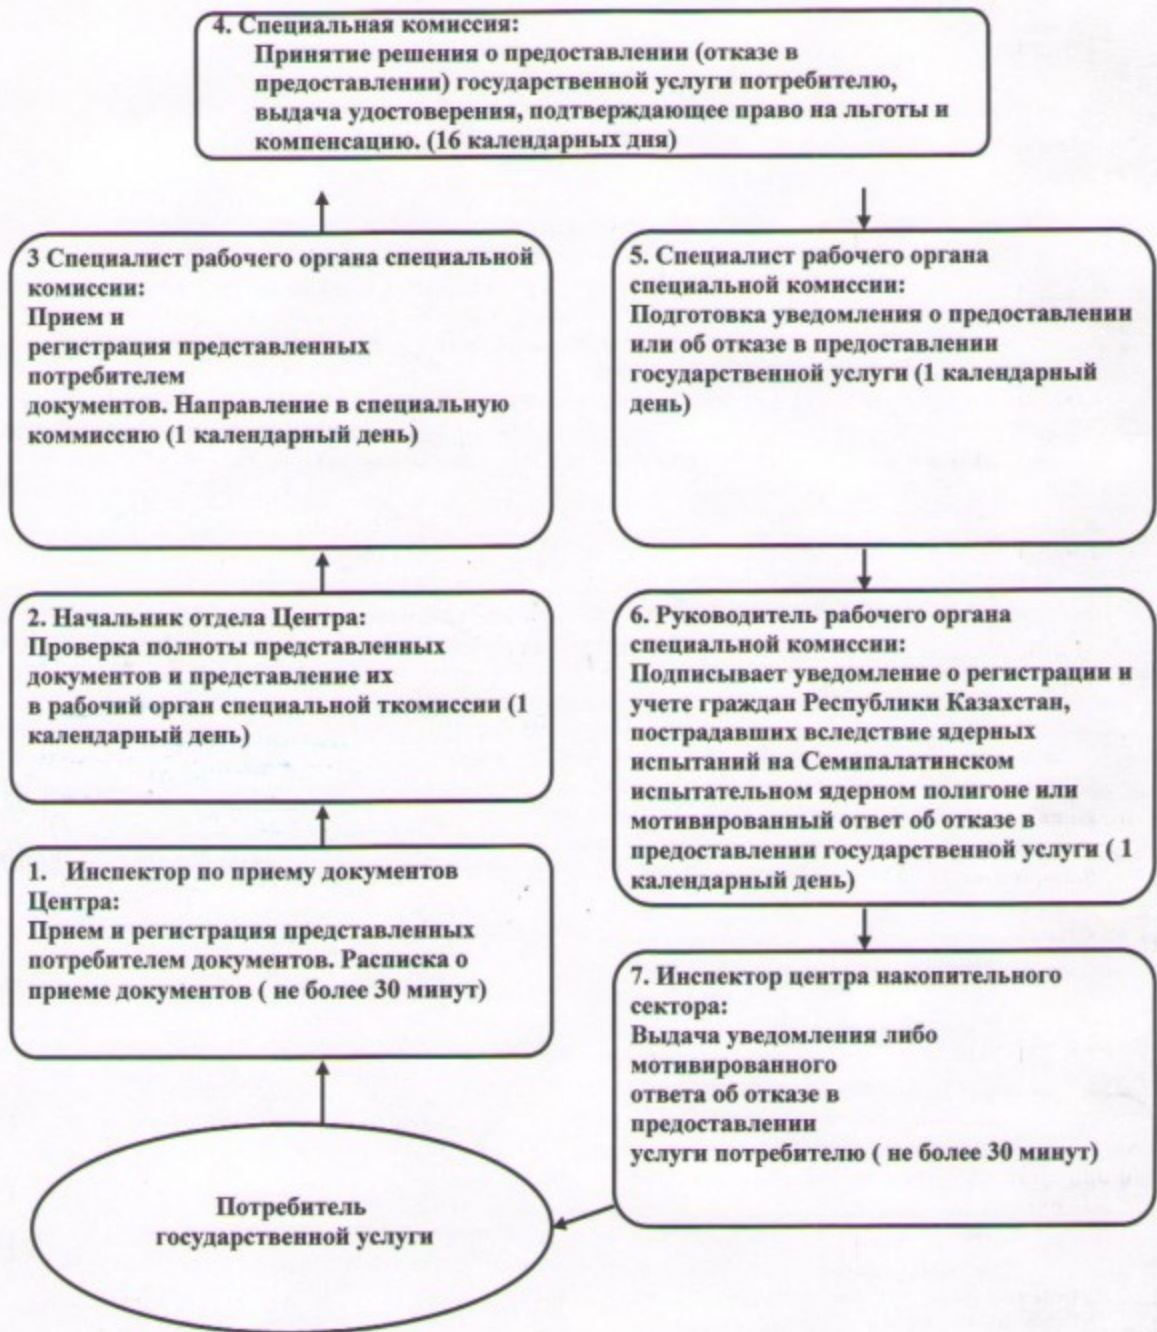 4. Специальная комиссия:
Принятие решения о предоставлении (отказе в
предоставлении) государственной услуги потребителю,
выдача удостоверения, подтверждающее право на льготы и
компенсацию. (16 календарных дня)
3 Специалист рабочего органа специальной
комиссии:
Прием и
регистрация представленных
потребителем
документов. Направление в специальную
коммиссию (1 календарный день)
2. Начальник отдела Центра:
Проверка полноты представленных
документов и представление их
в рабочий орган специальной ткомиссии (1
календарный день)
1. Инспектор по приему документов
Центра:
Прием и регистрация представленных
потребителем документов. Расписка о
приеме документов ( не более 30 минут)
Потребитель
государственной услуги
5. Специалист рабочего органа
специальной комиссии:
Подготовка уведомления о предоставлении
или об отказе в предоставлении
государственной услуги (1 календарный
день)
6. Руководитель рабочего органа
специальной комиссии:
Подписывает уведомление о регистрации и
учете граждан Республики Казахстан,
пострадавших вследствие ядерных
испытаний на Семипалатинском
испытательном ядерном полигоне или
мотивированный ответ об отказе в
предоставлении государственной услуги ( 1
календарный день)
7. Инспектор центра накопительного
сектора:
Выдача уведомления либо
мотивированного
ответа об отказе в
предоставлении
услуги потребителю ( не более 30 минут)